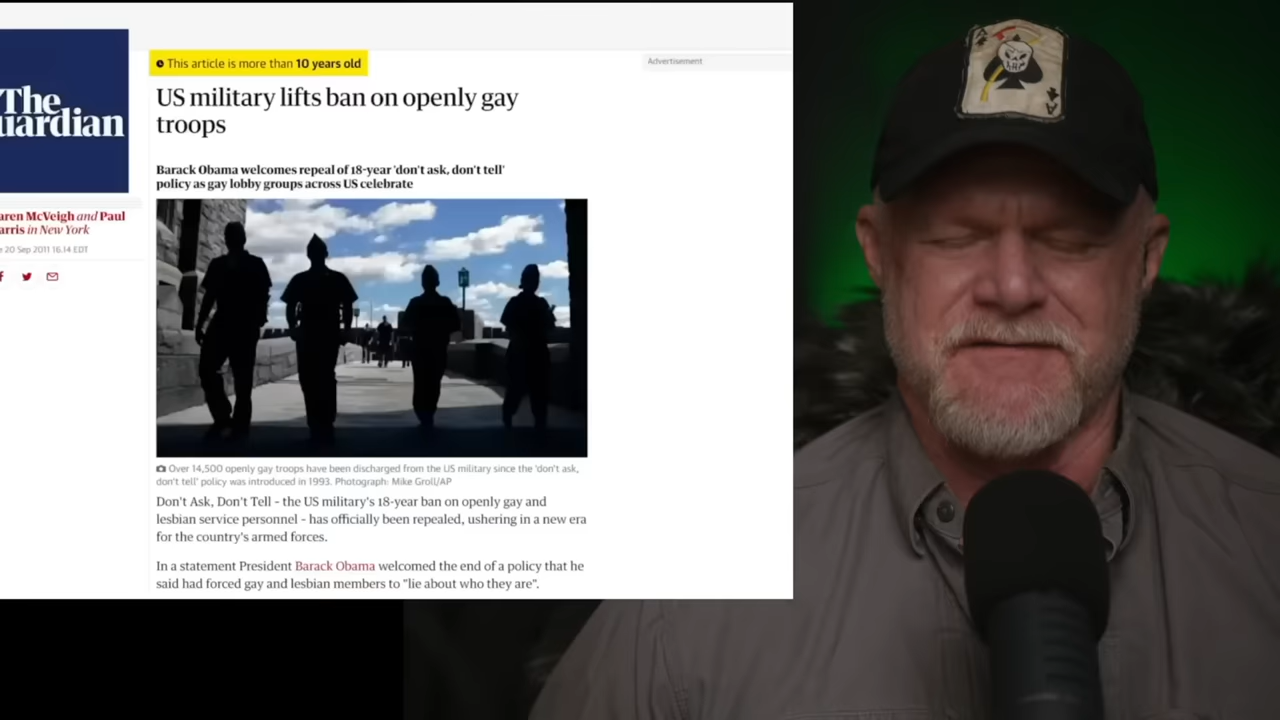 The
uardian
aren McVeigh and Paul
arris in New York
e 20 Sep 2011 16.14 EDT
This article is more than 10 years old
Advertisement
US military lifts ban on openly gay
troops
Barack Obama welcomes repeal of 18-year 'don't ask, don't tell'
policy as gay lobby groups across US celebrate
Over 14,500 openly gay troops have been discharged from the US military since the 'don't ask,
don't tell' policy was introduced in 1993. Photograph: Mike Groll/AP
Don't Ask, Don't Tell – the US military's 18-year ban on openly gay and
lesbian service personnel – has officially been repealed, ushering in a new era
for the country's armed forces.
In a statement President Barack Obama welcomed the end of a policy that he
said had forced gay and lesbian members to "lie about who they are".
A
A